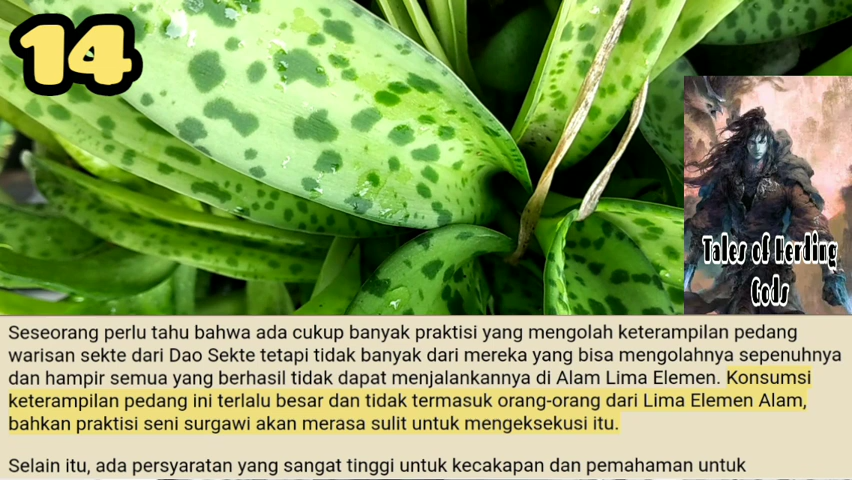 14
Tales of Herding
Gods
Seseorang perlu tahu bahwa ada cukup banyak praktisi yang mengolah keterampilan pedang
warisan sekte dari Dao Sekte tetapi tidak banyak dari mereka yang bisa mengolahnya sepenuhnya
dan hampir semua yang berhasil tidak dapat menjalankannya di Alam Lima Elemen. Konsumsi
keterampilan pedang ini terlalu besar dan tidak termasuk orang-orang dari Lima Elemen Alam,
bahkan praktisi seni surgawi akan merasa sulit untuk mengeksekusi itu.
Selain itu, ada persyaratan yang sangat tinggi untuk kecakapan dan pemahaman untuk